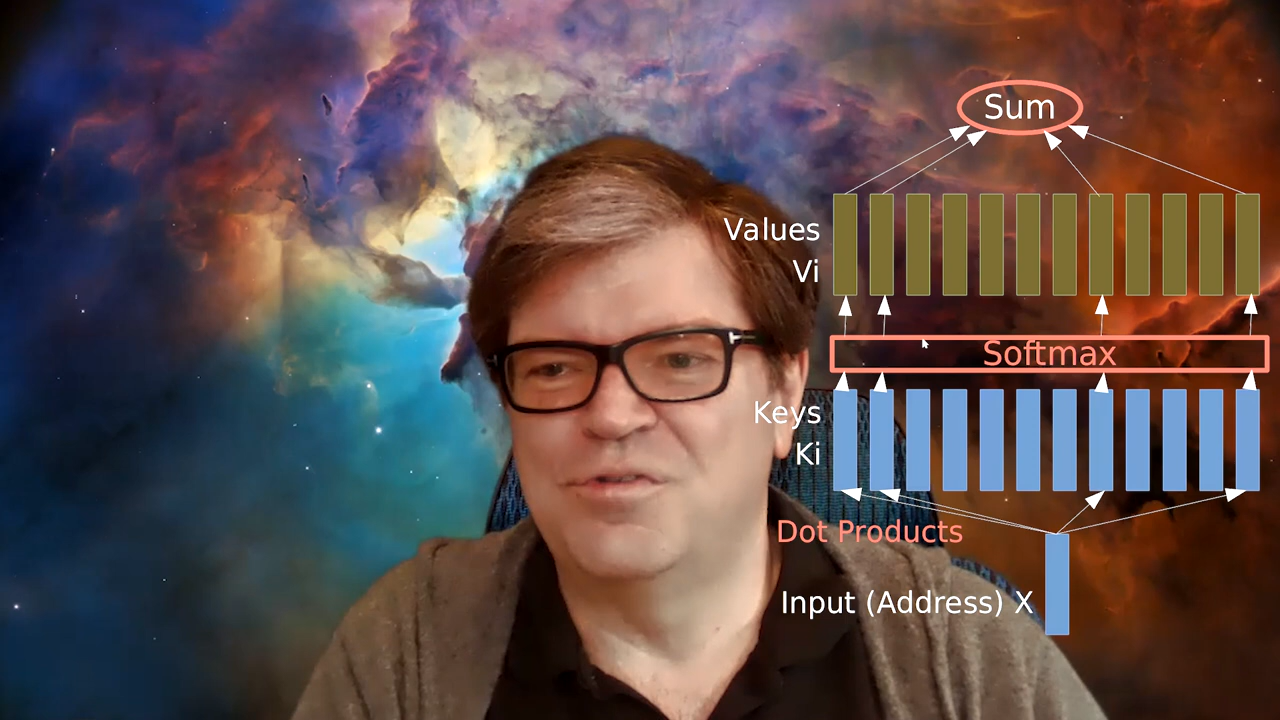 Sum
Values
Vi
Softmax
Keys
Ki
Dot Products
Input (Address) X